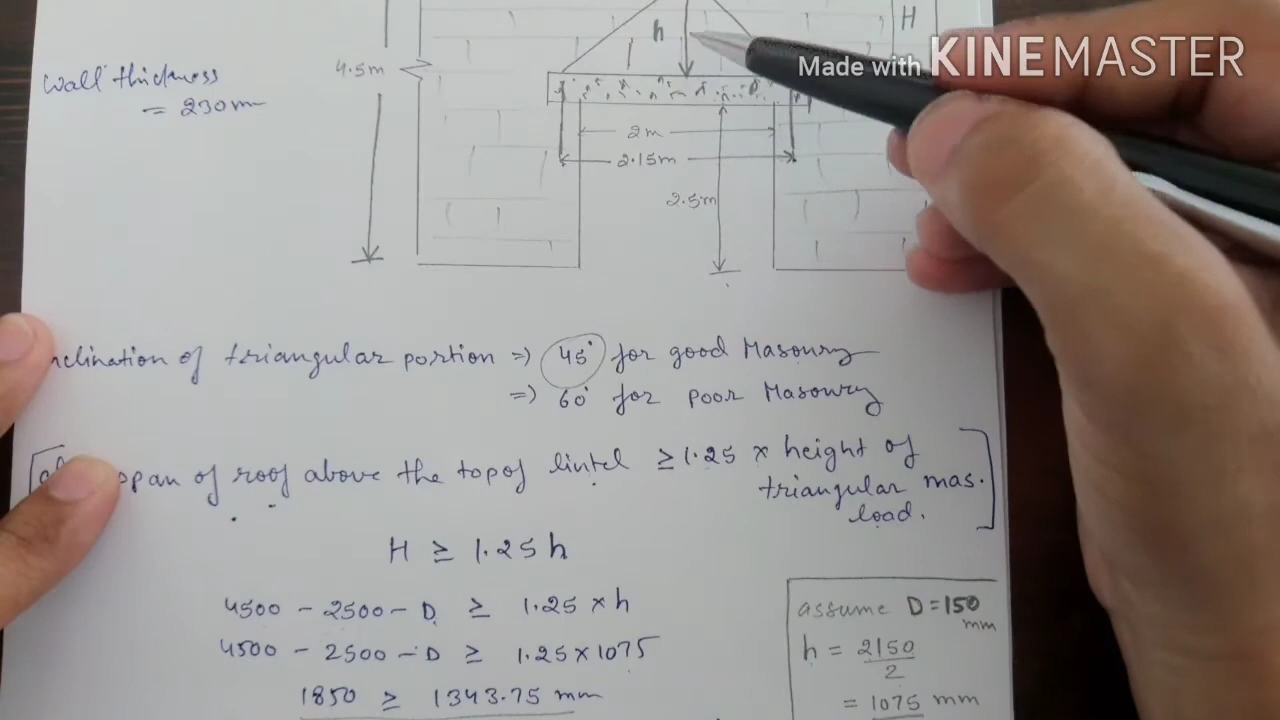 h
H
Made with KINEMASTER
4.5m
Wall thickness
= 230m
2m
2.15m
2.5m
nclination of triangular portion => 45° for good Masonry
=> 60° for poor Masonry
span of roof above the top of lintel ≥ 1.25 × height of
triangular mas.
load.
H ≥ 1.25h
4500 - 2500 - D ≥ 1.25 × h
4500 - 2500 - D ≥ 1.25 × 1075
1850 ≥ 1343.75 mm
assume D = 150
mm
h = 2150
2
= 1075 mm